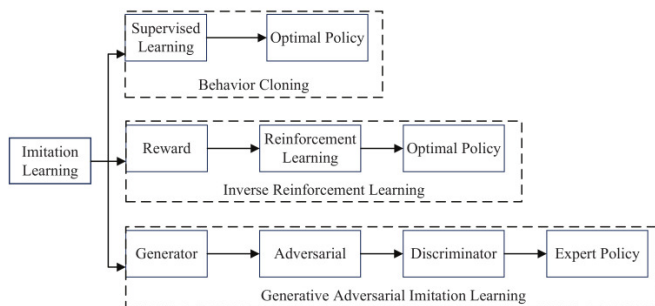 Supervised
Learning
Optimal Policy
Behavior Cloning
Imitation
Learning
Reward
Reinforcement
Learning
Optimal Policy
Inverse Reinforcement Learning
Generator
Adversarial
Discriminator
Expert Policy
Generative Adversarial Imitation Learning